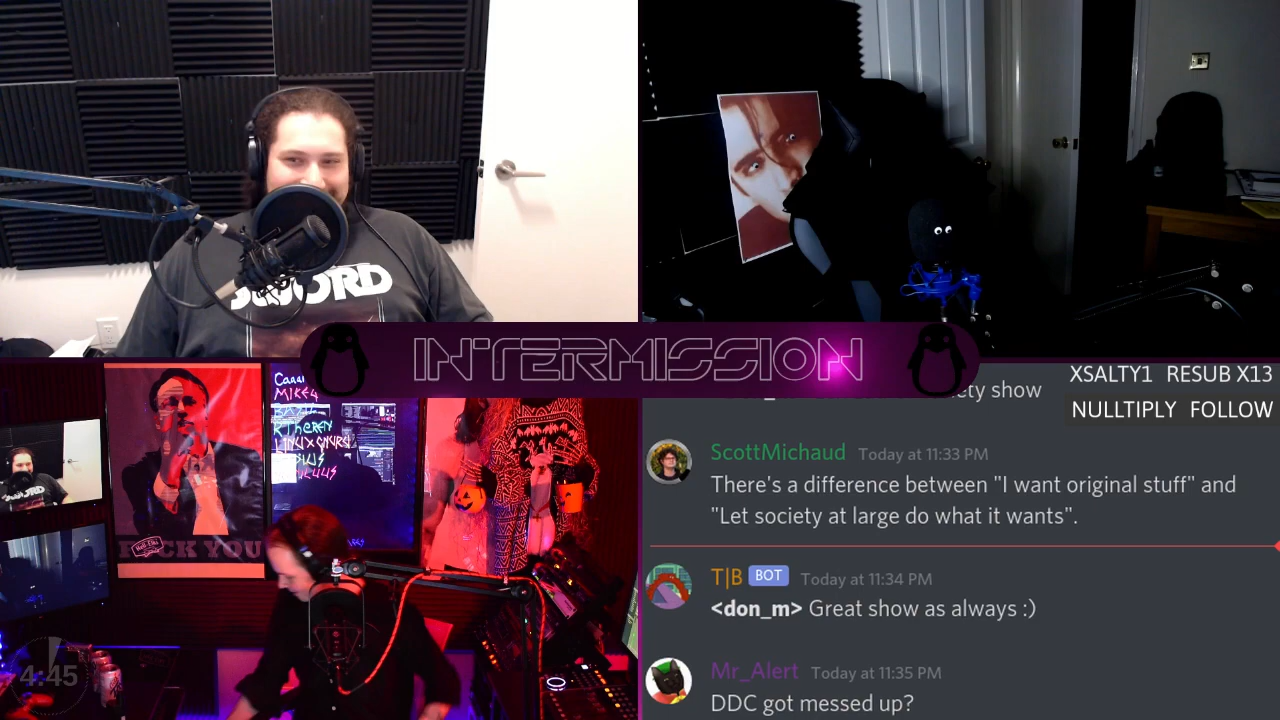 INTERMISSION
XSALTY1 RESUB X13
ety show
NULLTIPLY FOLLOW
ScottMichaud Today at 11:33 PM
There's a difference between "I want original stuff" and
"Let society at large do what it wants".
T|B BOT Today at 11:34 PM
<don_m> Great show as always :)
Mr_Alert Today at 11:35 PM
DDC got messed up?
CK YOU
4:45